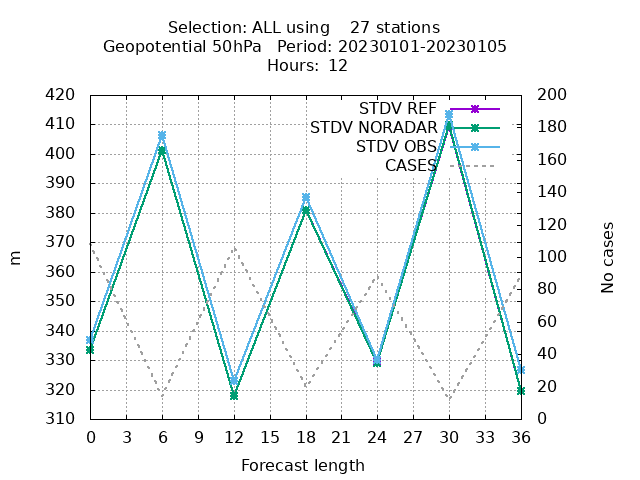 Selection: ALL using    27 stations
Geopotential 50hPa   Period: 20230101-20230105
Hours:  12
STDV REF
STDV NORADAR
STDV OBS
CASES
420
410
400
390
380
370
360
350
340
330
320
310
m
200
180
160
140
120
100
80
60
40
20
0
No cases
0 3 6 9 12 15 18 21 24 27 30 33 36
Forecast length